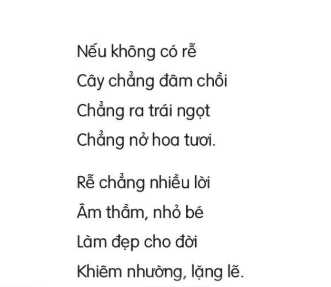 Nếu không có rễ
Cây chẳng đâm chồi
Chẳng ra trái ngọt
Chẳng nở hoa tươi.
Rễ chẳng nhiều lời
Âm thầm, nhỏ bé
Làm đẹp cho đời
Khiêm nhường, lặng lẽ.